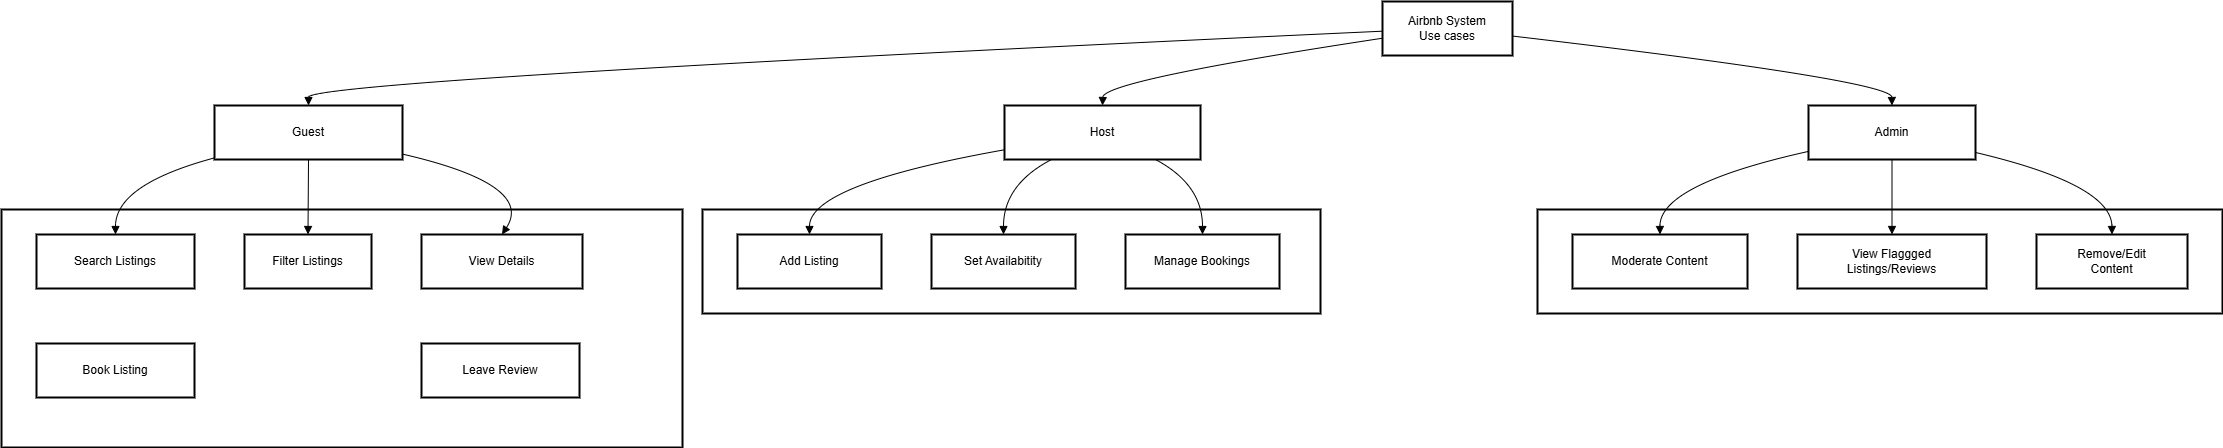 Airbnb System
Use cases
Guest
Host
Admin
Search Listings
Filter Listings
View Details
Add Listing
Set Availabitity
Manage Bookings
Moderate Content
View Flaggged
Listings/Reviews
Remove/Edit
Content
Book Listing
Leave Review